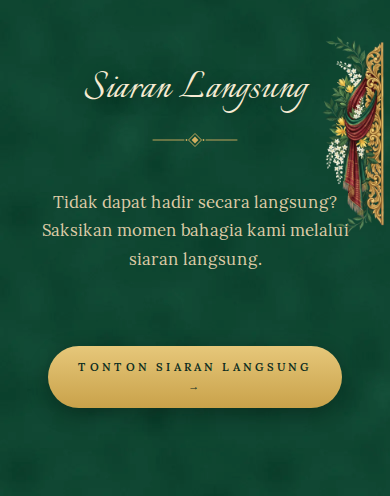 Siaran Langsung
Tidak dapat hadir secara langsung?
Saksikan momen bahagia kami melalui
siaran langsung.
TONTON SIARAN LANGSUNG
→